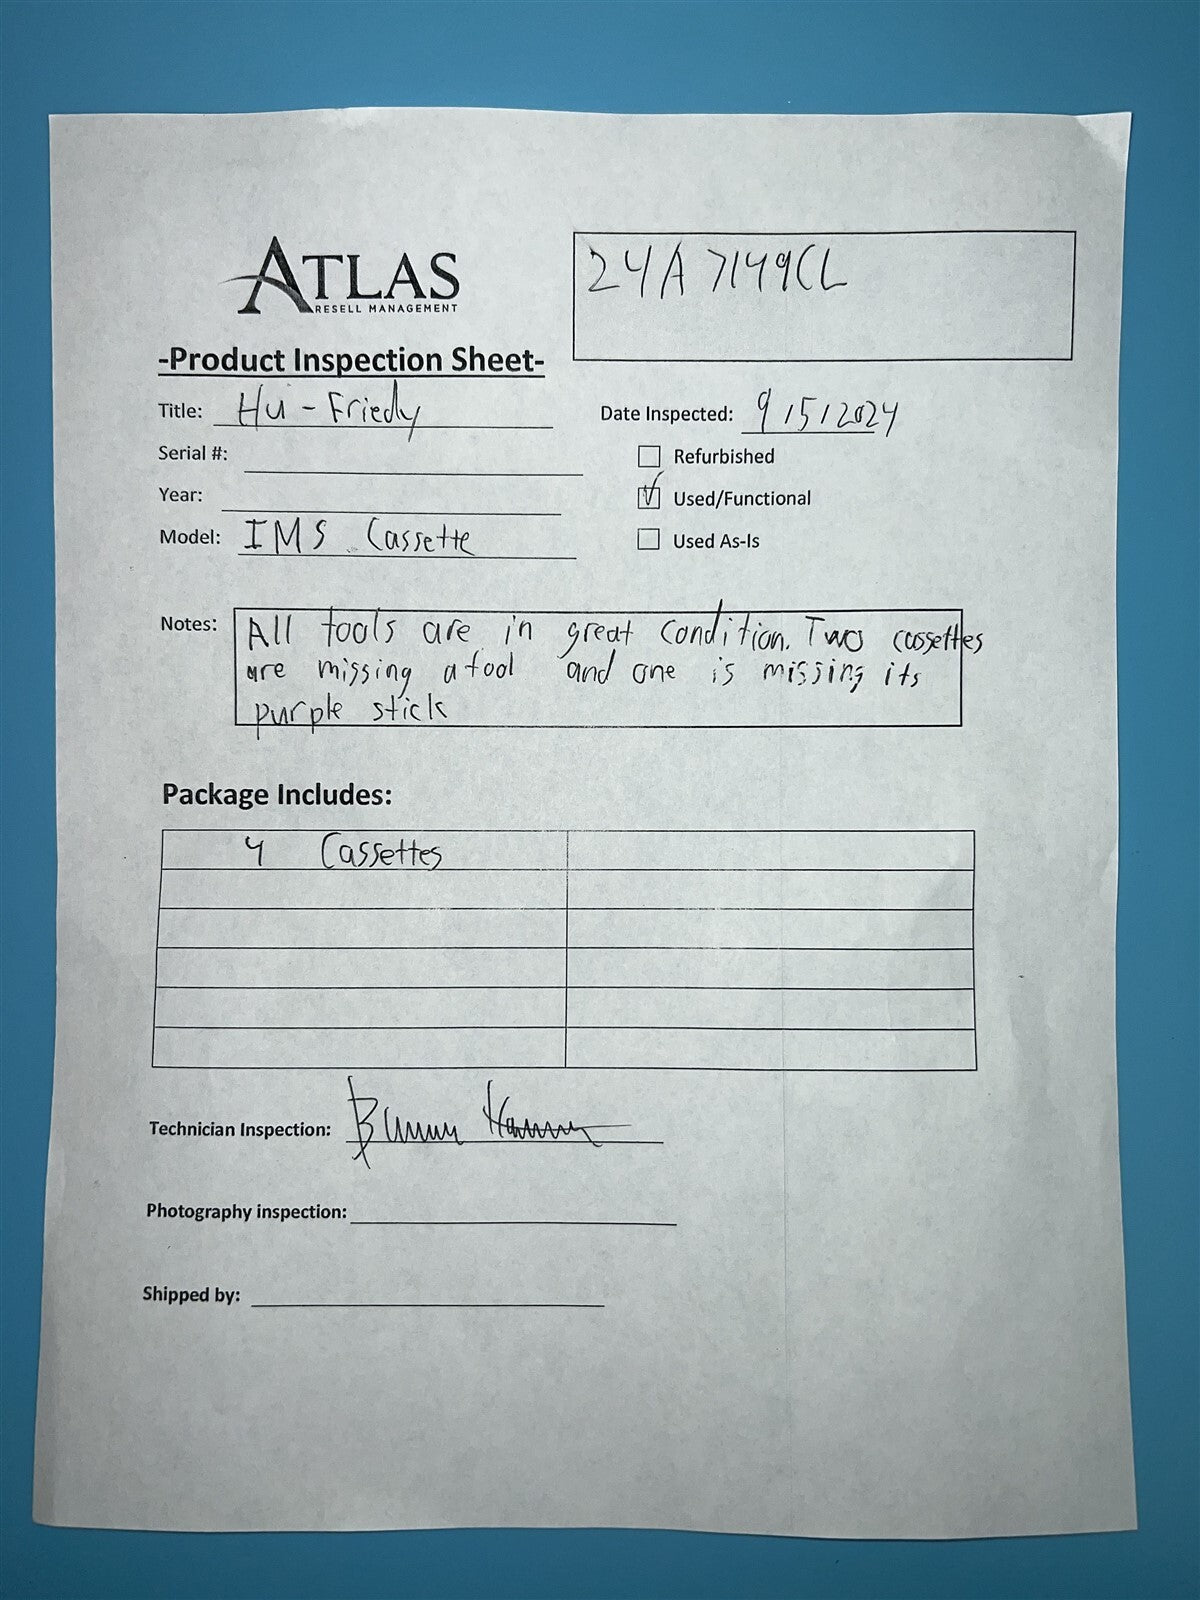 ATLAS
RESELL MANAGEMENT
24A7149CL
-Product Inspection Sheet-
Title: Hu-Friedy
Date Inspected: 9/5/2024
Serial #:
Refurbished
Year:
Used/Functional
Model: IMS Cassette
Used As-Is
Notes: All tools are in great condition. Two cassettes
are missing a tool and one is missing its
purple stick
Package Includes:
4 Cassettes
Technician Inspection:
Photography inspection:
Shipped by: